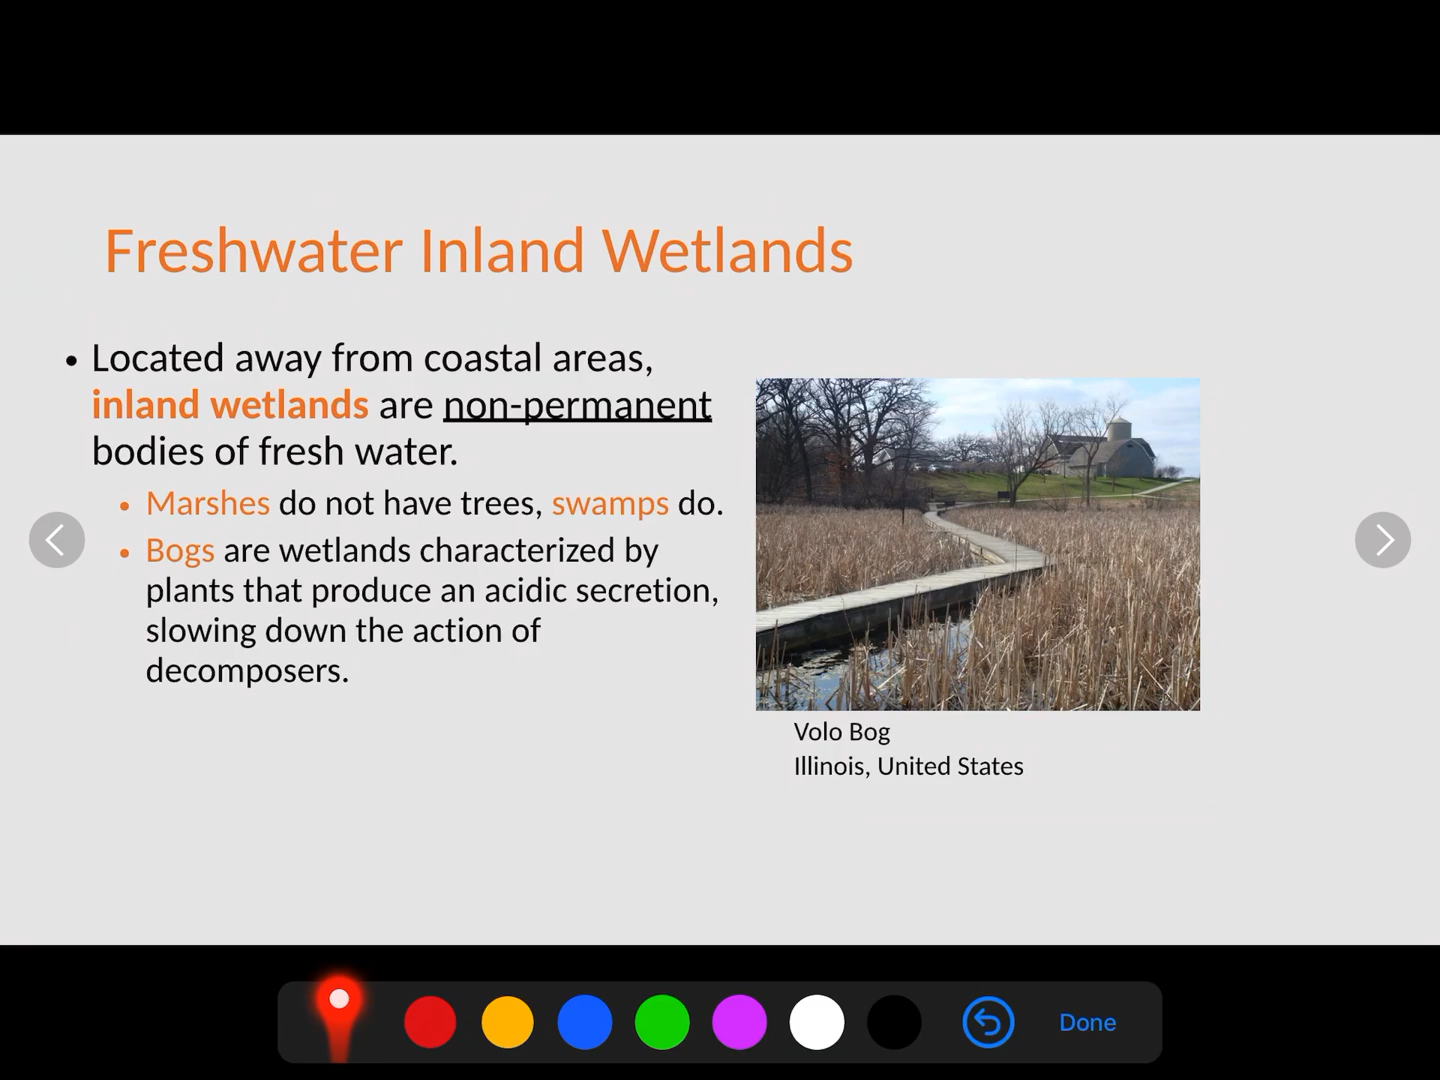 Freshwater Inland Wetlands
• Located away from coastal areas,
inland wetlands are non-permanent
bodies of fresh water.
• Marshes do not have trees, swamps do.
• Bogs are wetlands characterized by
plants that produce an acidic secretion,
slowing down the action of
decomposers.
Volo Bog
Illinois, United States
Done